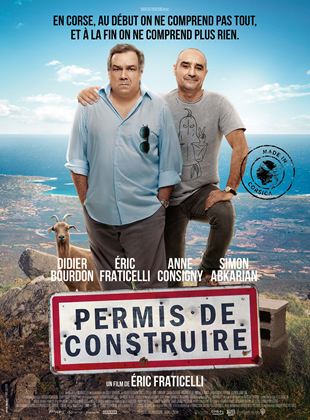 EN CORSE, AU DÉBUT ON NE COMPREND PAS TOUT,
ET À LA FIN ON NE COMPREND PLUS RIEN.
MADE IN
CORSICA
DIDIER BOURDON
ÉRIC FRATICELLI
ANNE CONSIGNY
SIMON ABKARIAN
PERMIS DE
CONSTRUIRE
UN FILM DE ÉRIC FRATICELLI